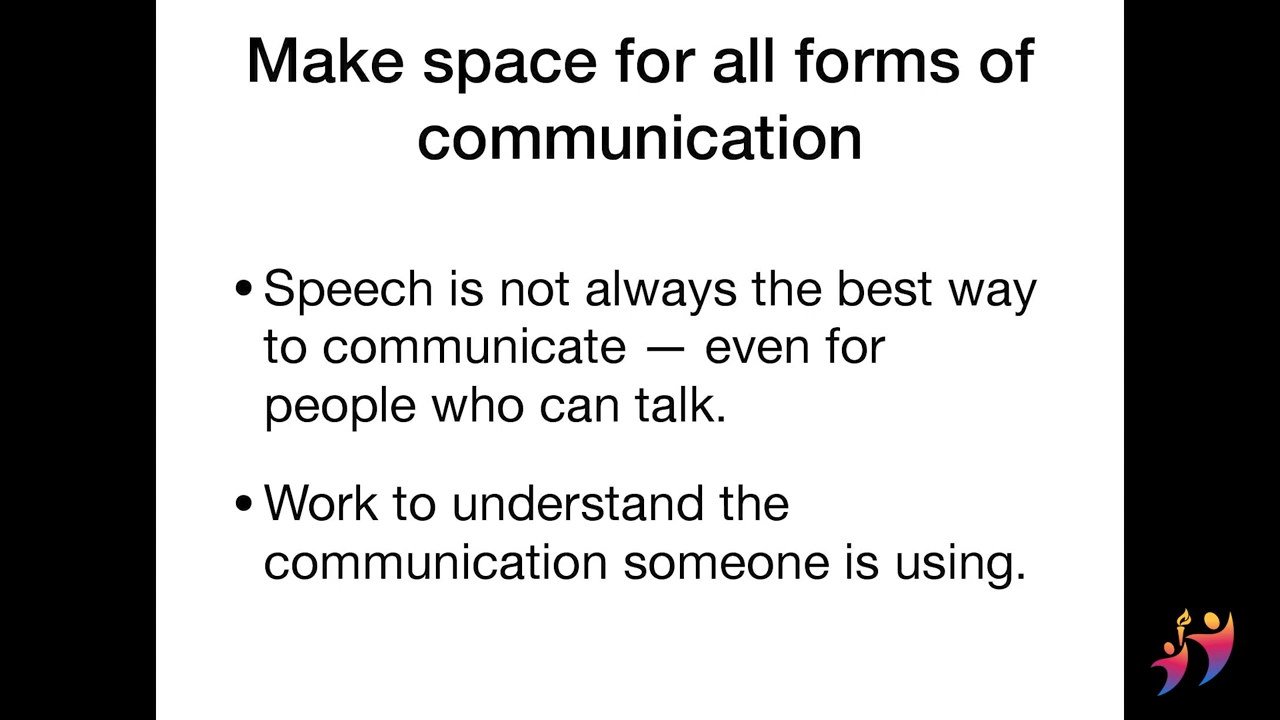 Make space for all forms of
communication
• Speech is not always the best way
to communicate — even for
people who can talk.
• Work to understand the
communication someone is using.